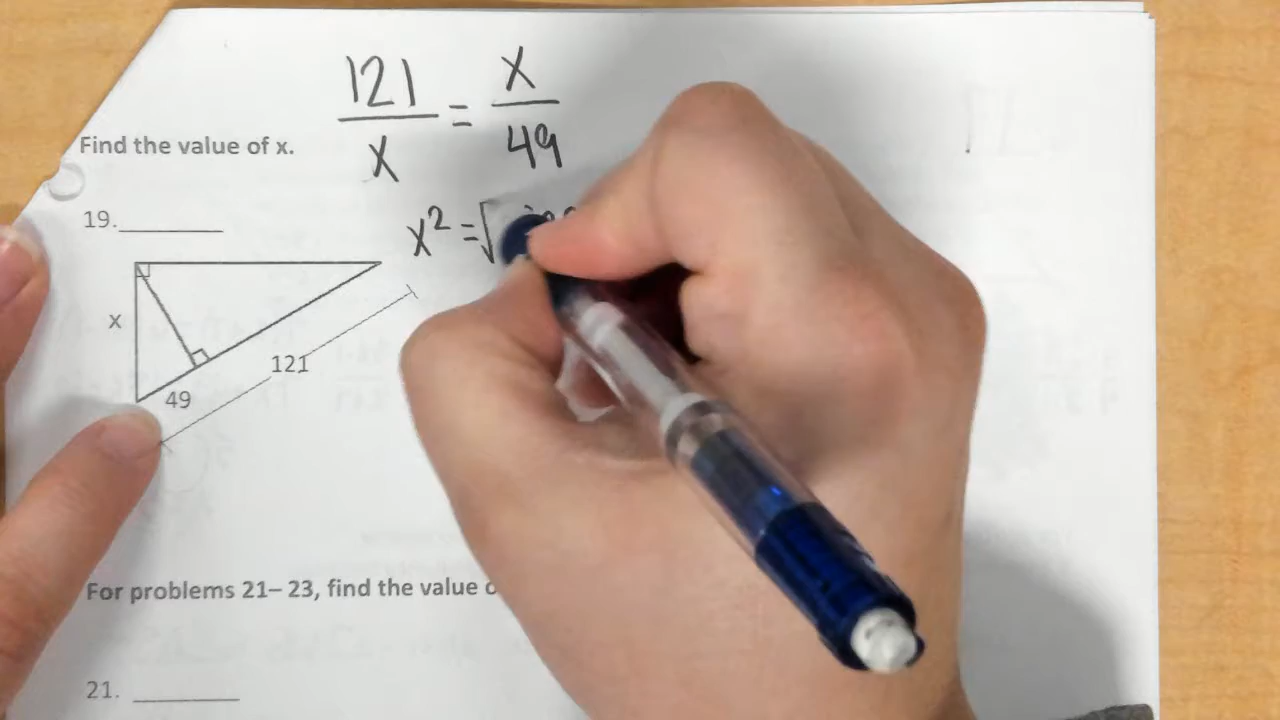 121 / x = x / 49
Find the value of x.
x² = √
19. ________
x
121
49
For problems 21– 23, find the value
21. ________